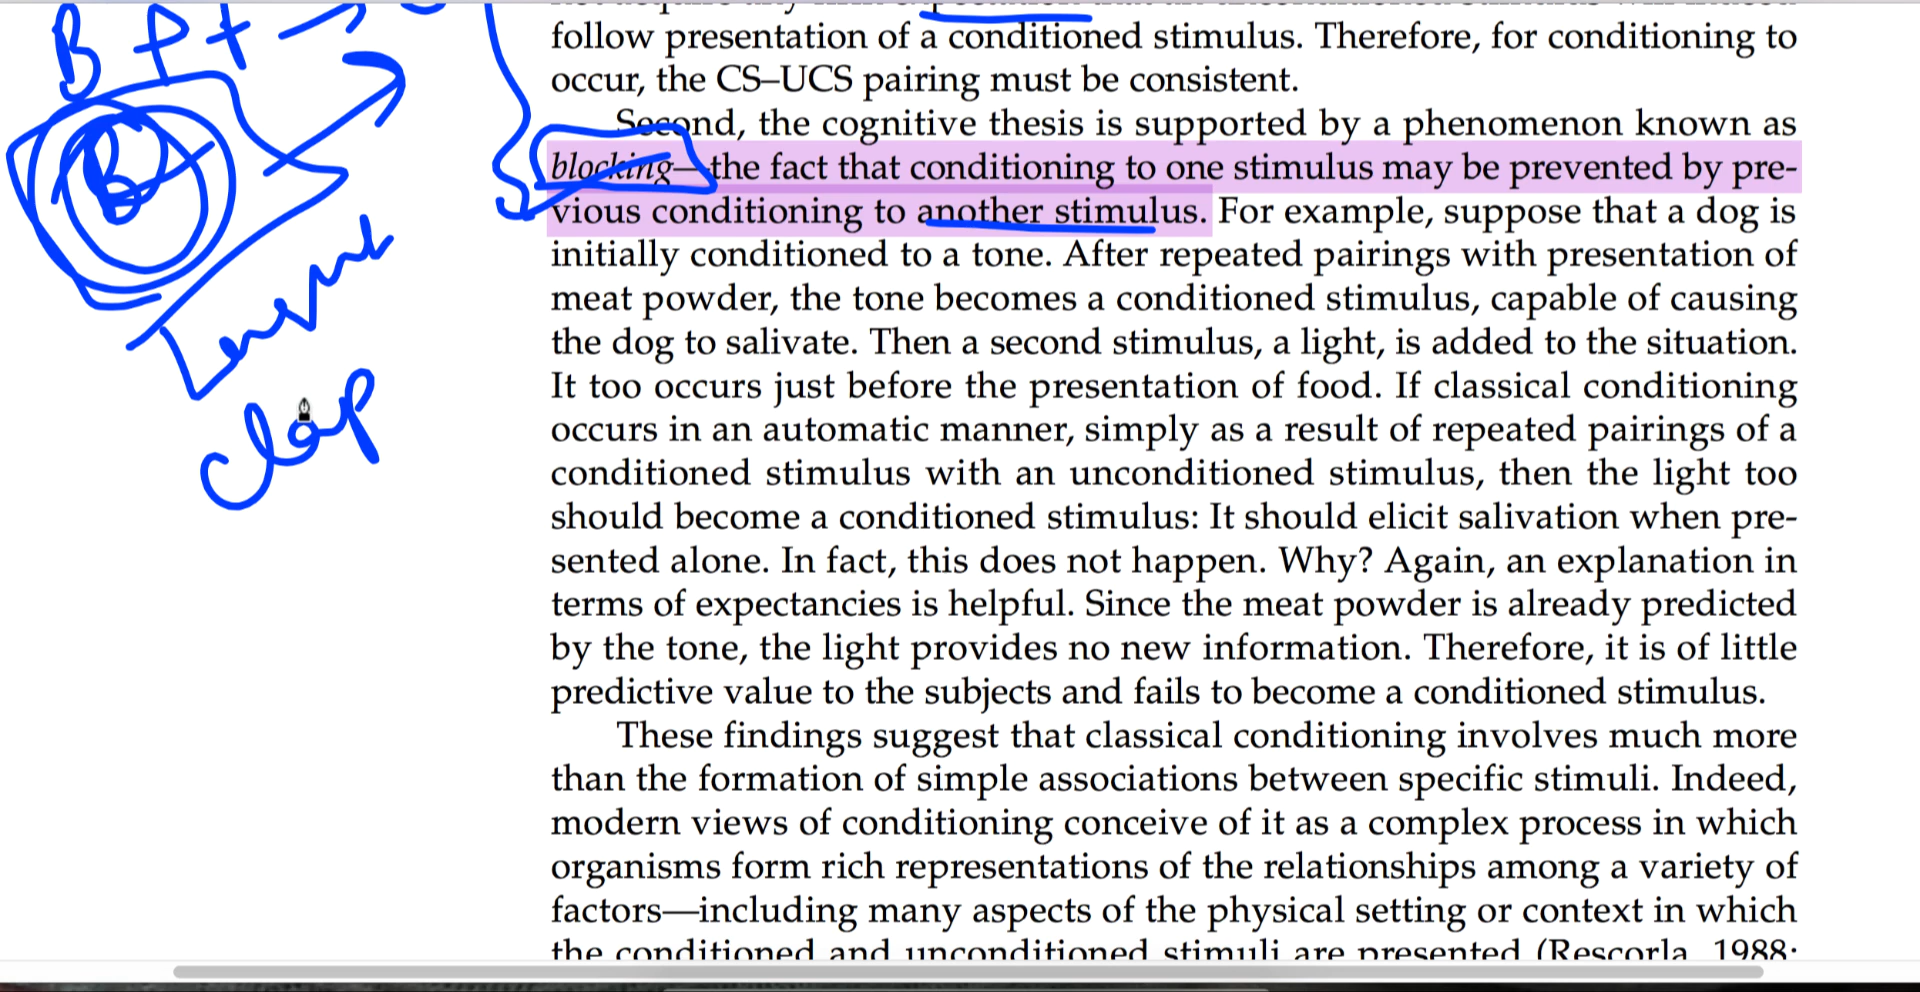 B P +
B
clap
follow presentation of a conditioned stimulus. Therefore, for conditioning to
occur, the CS–UCS pairing must be consistent.
Second, the cognitive thesis is supported by a phenomenon known as
blocking—the fact that conditioning to one stimulus may be prevented by pre-
vious conditioning to another stimulus. For example, suppose that a dog is
initially conditioned to a tone. After repeated pairings with presentation of
meat powder, the tone becomes a conditioned stimulus, capable of causing
the dog to salivate. Then a second stimulus, a light, is added to the situation.
It too occurs just before the presentation of food. If classical conditioning
occurs in an automatic manner, simply as a result of repeated pairings of a
conditioned stimulus with an unconditioned stimulus, then the light too
should become a conditioned stimulus: It should elicit salivation when pre-
sented alone. In fact, this does not happen. Why? Again, an explanation in
terms of expectancies is helpful. Since the meat powder is already predicted
by the tone, the light provides no new information. Therefore, it is of little
predictive value to the subjects and fails to become a conditioned stimulus.
These findings suggest that classical conditioning involves much more
than the formation of simple associations between specific stimuli. Indeed,
modern views of conditioning conceive of it as a complex process in which
organisms form rich representations of the relationships among a variety of
factors—including many aspects of the physical setting or context in which
the conditioned and unconditioned stimuli are presented (Rescorla, 1988;